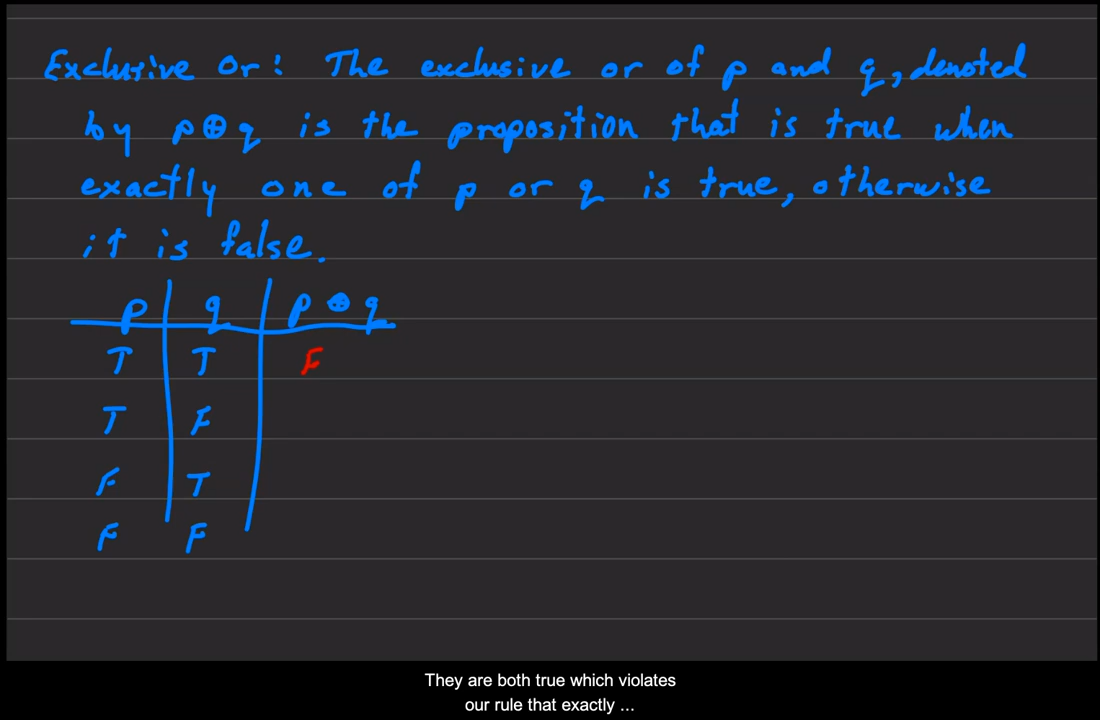 Exclusive Or: The exclusive or of p and q, denoted
by p⊕q is the proposition that is true when
exactly one of p or q is true, otherwise
it is false.
p q p⊕q
T T F
T F
F T
F F
They are both true which violates
our rule that exactly ...